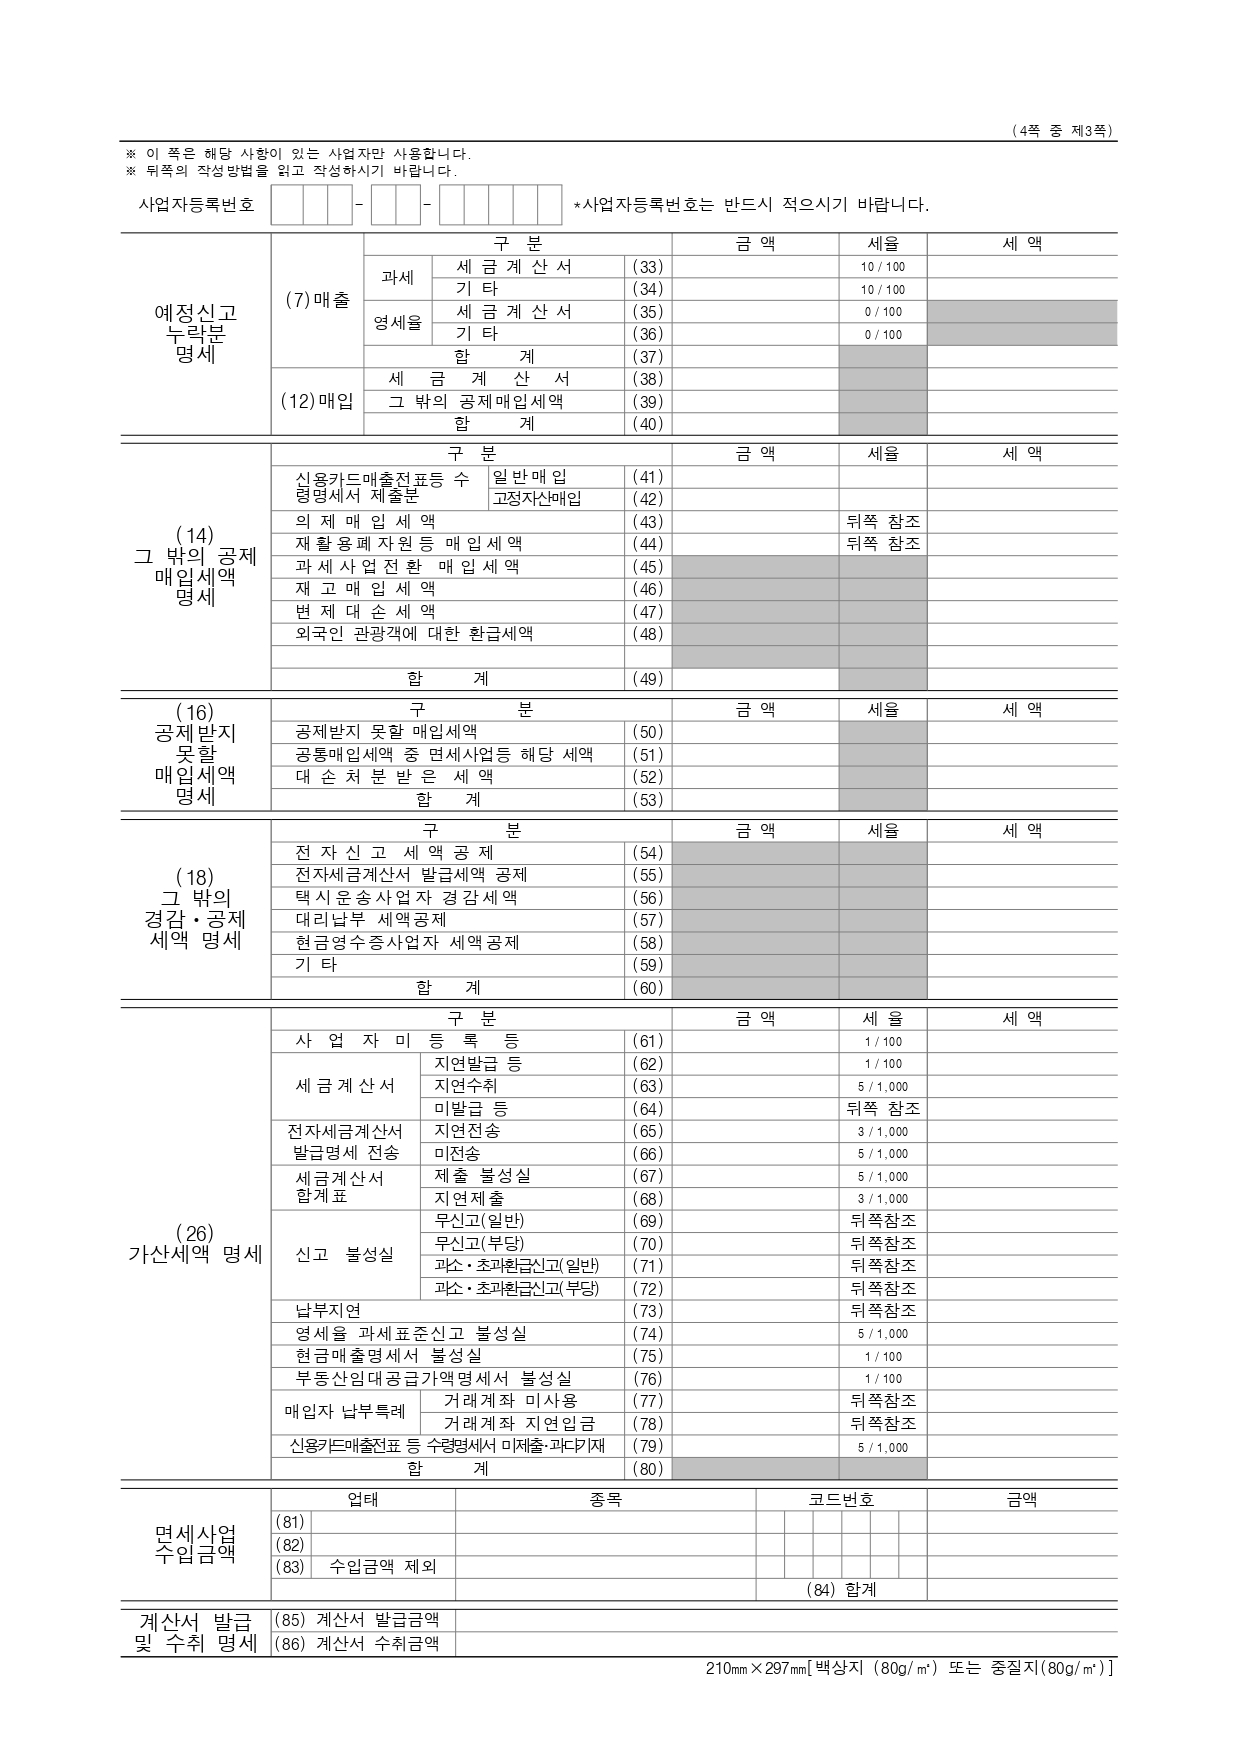 (4쪽 중 제3쪽)
※ 이 쪽은 해당 사항이 있는 사업자만 사용합니다.
※ 뒤쪽의 작성방법을 읽고 작성하시기 바랍니다.
사업자등록번호 - - *사업자등록번호는 반드시 적으시기 바랍니다.
예정신고
누락분
명세
구 분 금 액 세율 세 액
(7)매출
과세
세 금 계 산 서 (33) 10 / 100
기 타 (34) 10 / 100
영세율
세 금 계 산 서 (35) 0 / 100
기 타 (36) 0 / 100
합 계 (37)
(12)매입
세 금 계 산 서 (38)
그 밖의 공제매입세액 (39)
합 계 (40)
(14)
그 밖의 공제
매입세액
명세
구 분 금 액 세율 세 액
신용카드매출전표등 수
령명세서 제출분
일반매입 (41)
고정자산매입 (42)
의 제 매 입 세 액 (43) 뒤쪽 참조
재활용폐자원등 매입세액 (44) 뒤쪽 참조
과세사업전환 매입세액 (45)
재 고 매 입 세 액 (46)
변 제 대 손 세 액 (47)
외국인 관광객에 대한 환급세액 (48)
합 계 (49)
(16)
공제받지
못할
매입세액
명세
구 분 금 액 세율 세 액
공제받지 못할 매입세액 (50)
공통매입세액 중 면세사업등 해당 세액 (51)
대 손 처 분 받 은 세 액 (52)
합 계 (53)
(18)
그 밖의
경감·공제
세액 명세
구 분 금 액 세율 세 액
전 자 신 고 세 액 공 제 (54)
전자세금계산서 발급세액 공제 (55)
택시운송사업자 경감세액 (56)
대리납부 세액공제 (57)
현금영수증사업자 세액공제 (58)
기 타 (59)
합 계 (60)
(26)
가산세액 명세
구 분 금 액 세 율 세 액
사 업 자 미 등 록 등 (61) 1 / 100
세금계산서
지연발급 등 (62) 1 / 100
지연수취 (63) 5 / 1,000
미발급 등 (64) 뒤쪽 참조
전자세금계산서
발급명세 전송
지연전송 (65) 3 / 1,000
미전송 (66) 5 / 1,000
세금계산서
합계표
제출 불성실 (67) 5 / 1,000
지연제출 (68) 3 / 1,000
신고 불성실
무신고(일반) (69) 뒤쪽참조
무신고(부당) (70) 뒤쪽참조
과소·초과환급신고(일반) (71) 뒤쪽참조
과소·초과환급신고(부당) (72) 뒤쪽참조
납부지연 (73) 뒤쪽참조
영세율 과세표준신고 불성실 (74) 5 / 1,000
현금매출명세서 불성실 (75) 1 / 100
부동산임대공급가액명세서 불성실 (76) 1 / 100
매입자 납부특례
거래계좌 미사용 (77) 뒤쪽참조
거래계좌 지연입금 (78) 뒤쪽참조
신용카드매출전표 등 수령명세서 미제출·과다기재 (79) 5 / 1,000
합 계 (80)
면세사업
수입금액
업태 종목 코드번호 금액
(81)
(82)
(83) 수입금액 제외
(84) 합계
계산서 발급
및 수취 명세
(85) 계산서 발급금액
(86) 계산서 수취금액
210㎜×297㎜[백상지 (80g/㎡) 또는 중질지(80g/㎡)]